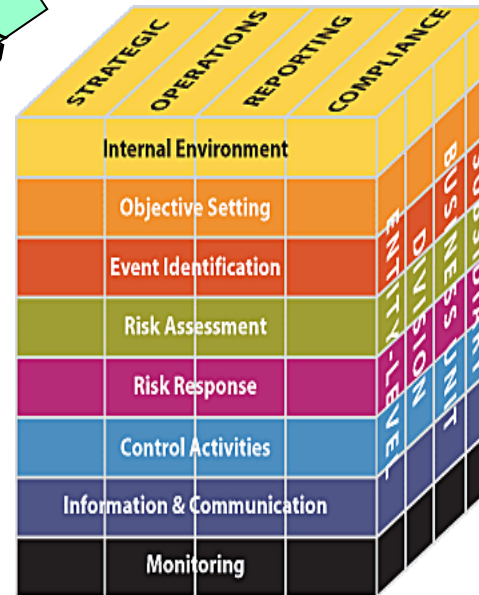 STRATEGIC
OPERATIONS
REPORTING
COMPLIANCE
Internal Environment
Objective Setting
Event Identification
Risk Assessment
Risk Response
Control Activities
Information & Communication
Monitoring
ENTITY-LEVEL
DIVISION
BUSINESS UNIT